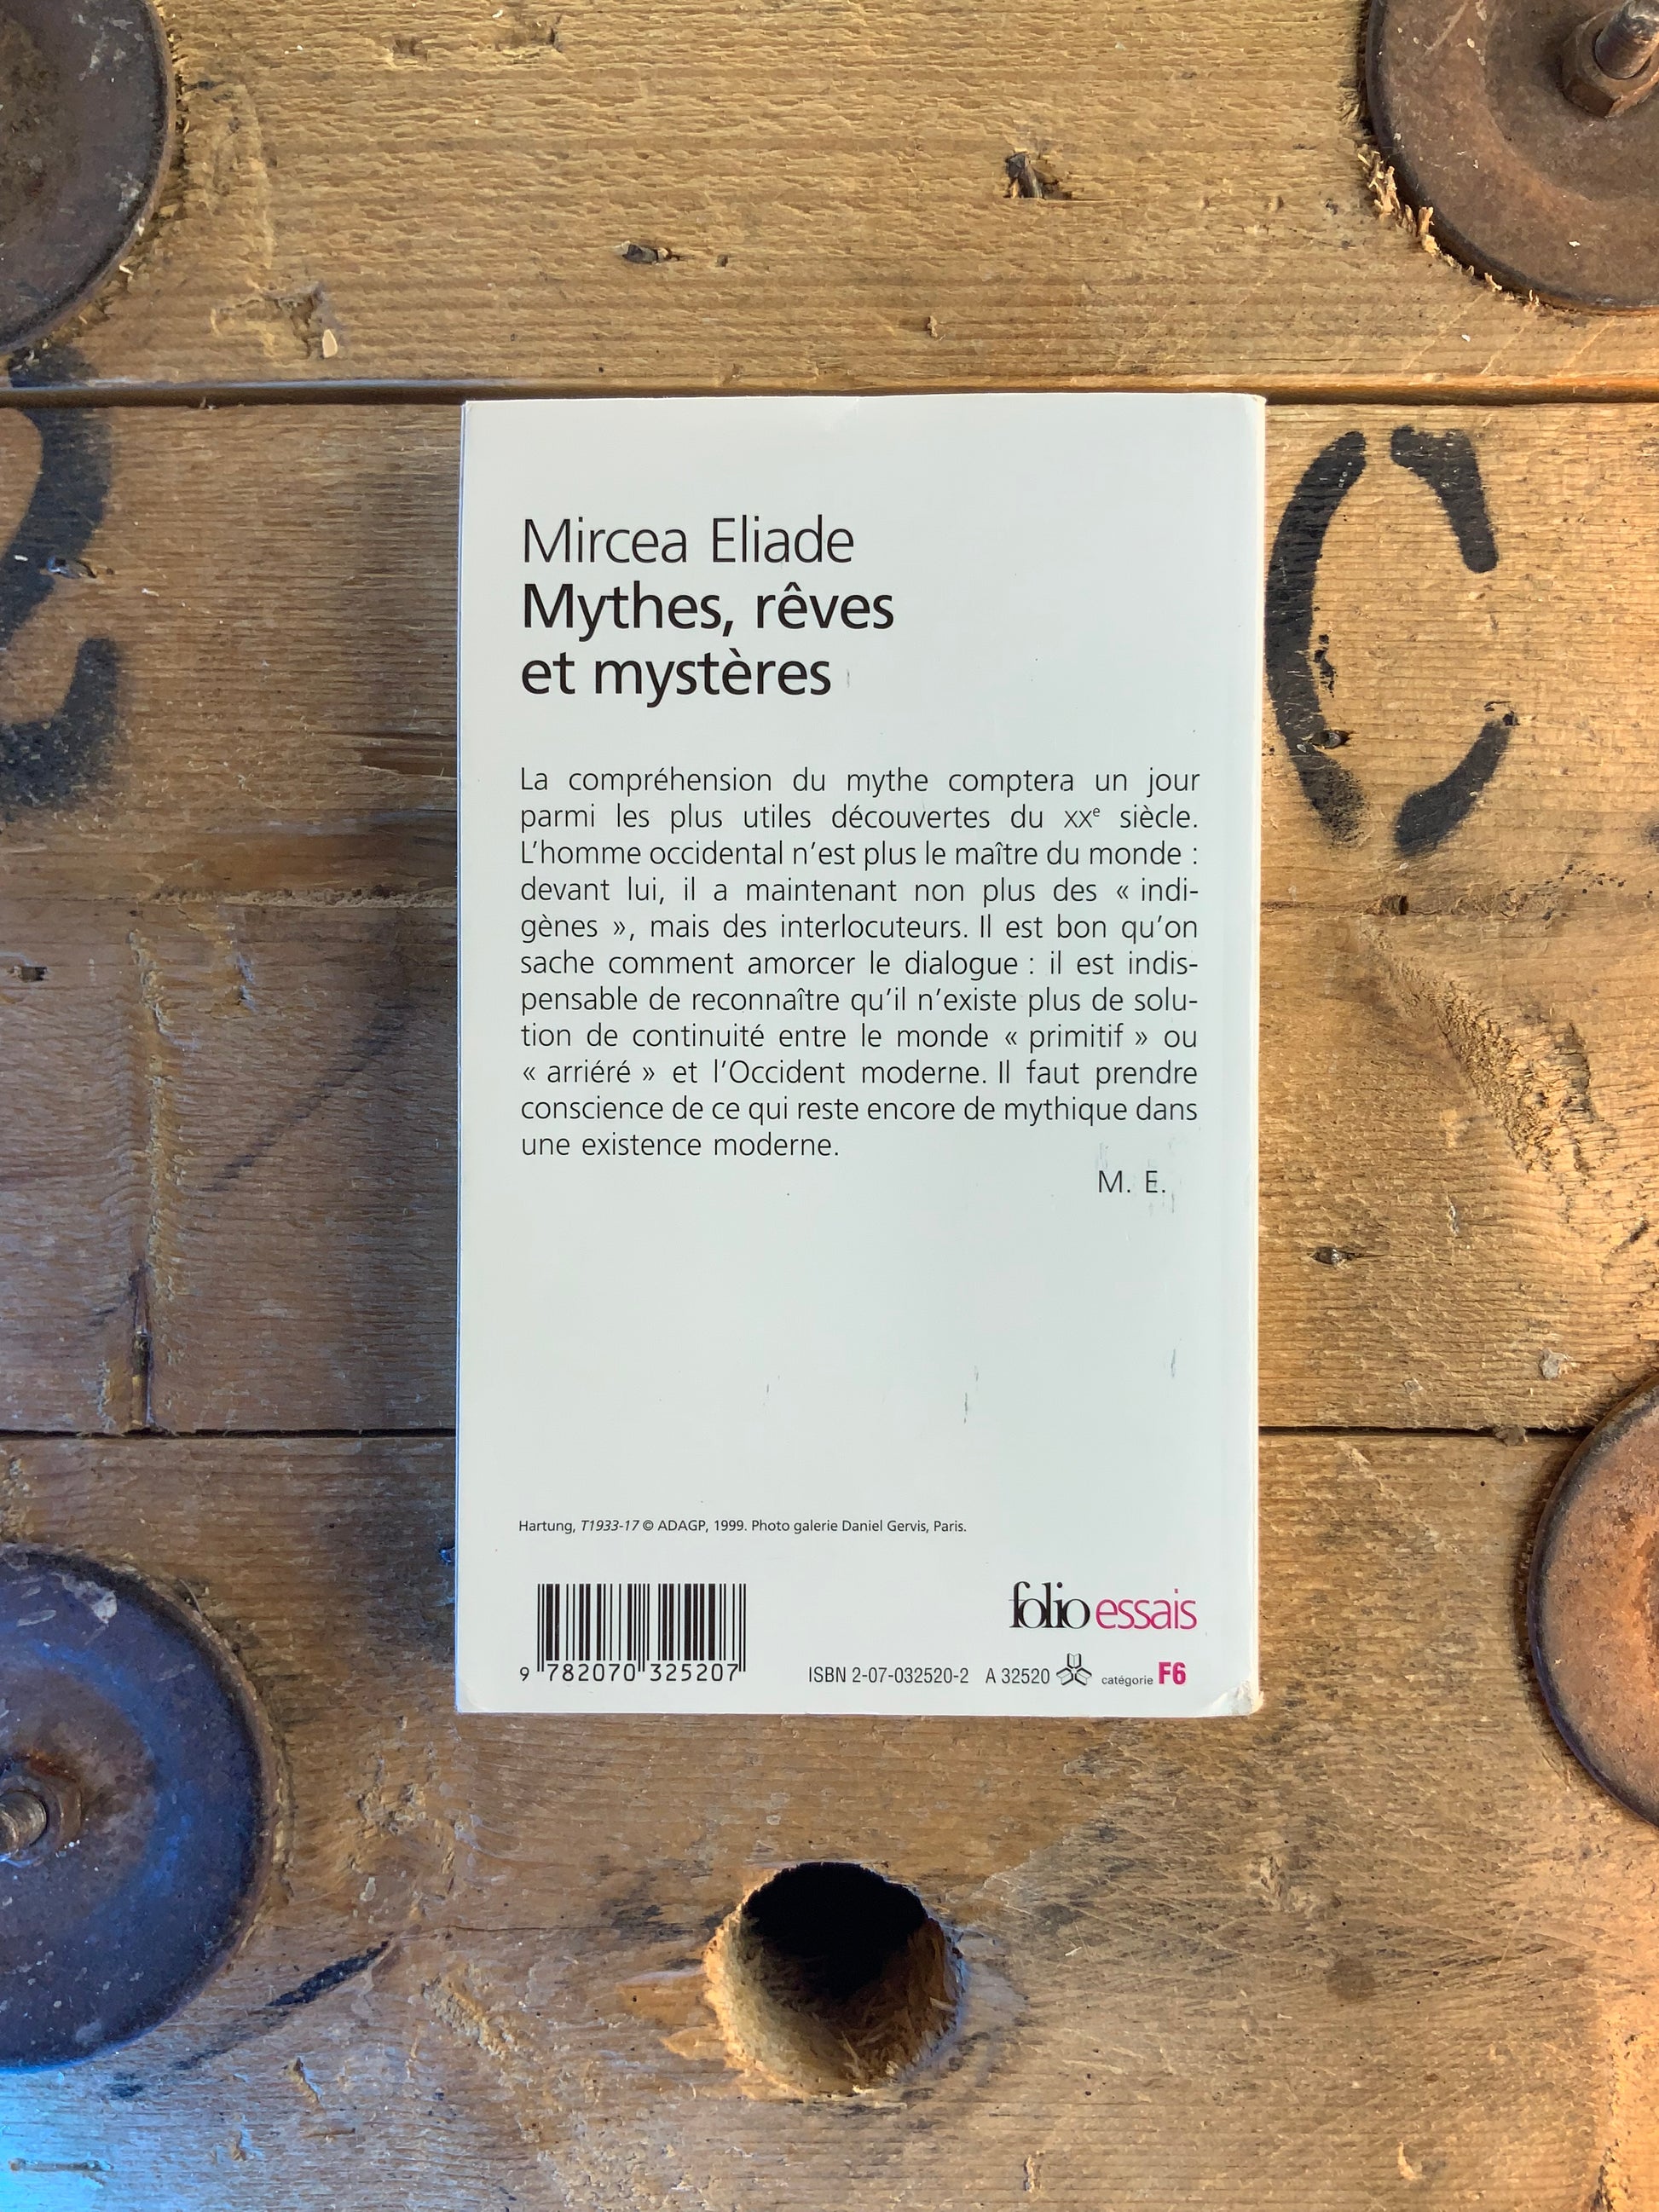 C
Mircea Eliade
Mythes, rêves
et mystères
La compréhension du mythe comptera un jour
parmi les plus utiles découvertes du XXe siècle.
L'homme occidental n'est plus le maître du monde :
devant lui, il a maintenant non plus des « indi-
gènes », mais des interlocuteurs. Il est bon qu'on
sache comment amorcer le dialogue : il est indis-
pensable de reconnaître qu'il n'existe plus de solu-
tion de continuité entre le monde « primitif » ou
« arriéré » et l'Occident moderne. Il faut prendre
conscience de ce qui reste encore de mythique dans
une existence moderne.
M. E.
Hartung, T1933-17 © ADAGP, 1999. Photo galerie Daniel Gervis, Paris.
folio essais
9 782070 325207
ISBN 2-07-032520-2 A 32520 catégorie F6